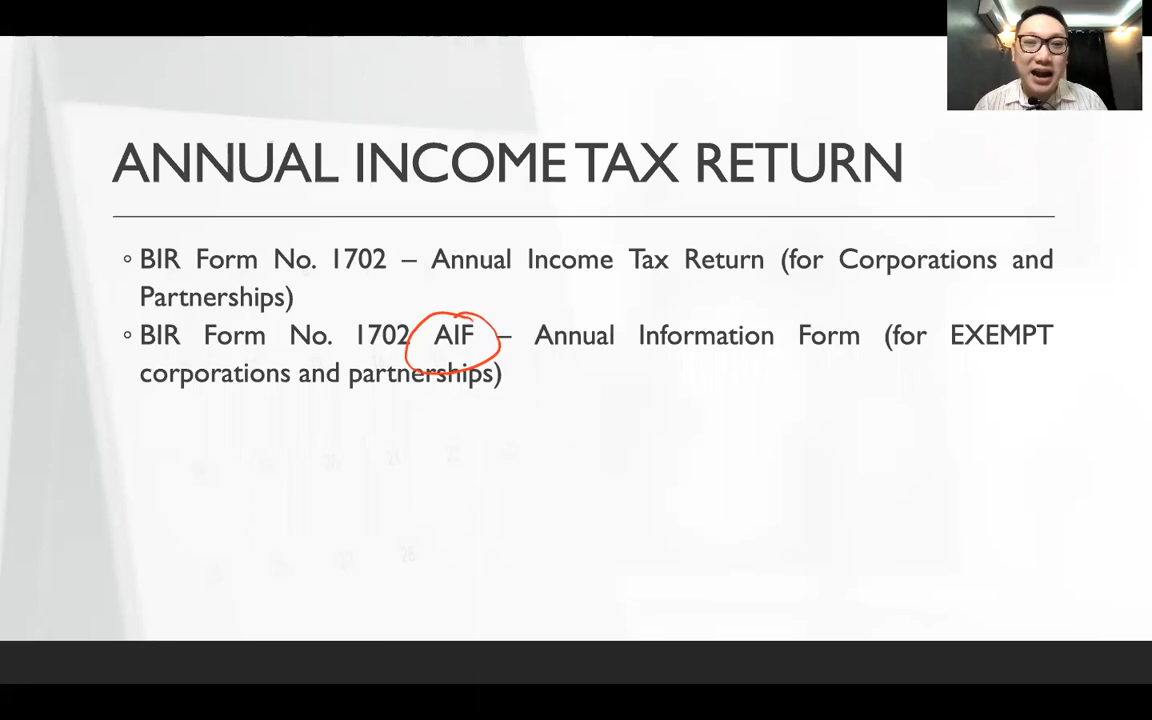 ANNUAL INCOME TAX RETURN
◦ BIR Form No. 1702 – Annual Income Tax Return (for Corporations and
Partnerships)
◦ BIR Form No. 1702 AIF – Annual Information Form (for EXEMPT
corporations and partnerships)